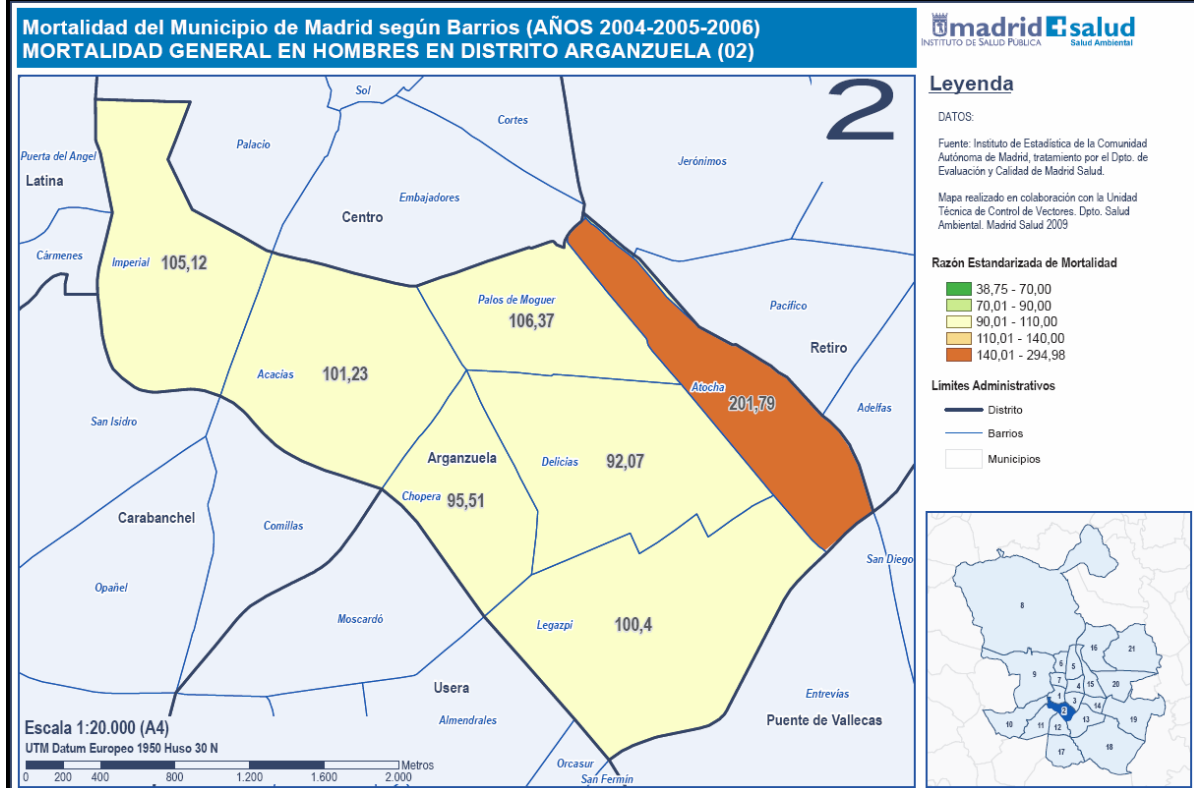 Mortalidad del Municipio de Madrid según Barrios (AÑOS 2004-2005-2006)
MORTALIDAD GENERAL EN HOMBRES EN DISTRITO ARGANZUELA (02)
madrid salud
INSTITUTO DE SALUD PÚBLICA
Salud Ambiental
2
Sol
Cortes
Palacio
Jerónimos
Puerta del Angel
Latina
Embajadores
Centro
Cármenes
Imperial
105,12
Palos de Moguer
106,37
Pacífico
Retiro
Acacias
101,23
Atocha
201,79
Adelfas
San Isidro
Arganzuela
Delicias
92,07
Chopera
95,51
Carabanchel
Comillas
San Diego
Opañel
Moscardó
Legazpi
100,4
Usera
Entrevías
Almendrales
Puente de Vallecas
Orcasur
San Fermín
Escala 1:20.000 (A4)
UTM Datum Europeo 1950 Huso 30 N
Metros
0 200 400 800 1.200 1.600 2.000
Leyenda
DATOS:
Fuente: Instituto de Estadística de la Comunidad
Autónoma de Madrid, tratamiento por el Dpto. de
Evaluación y Calidad de Madrid Salud.
Mapa realizado en colaboración con la Unidad
Técnica de Control de Vectores. Dpto. Salud
Ambiental. Madrid Salud 2009
Razón Estandarizada de Mortalidad
38,75 - 70,00
70,01 - 90,00
90,01 - 110,00
110,01 - 140,00
140,01 - 294,98
Limites Administrativos
Distrito
Barrios
Municipios
8
16
21
6
5
9
7
4
15
20
1
3
2
14
10
11
12
13
19
17
18